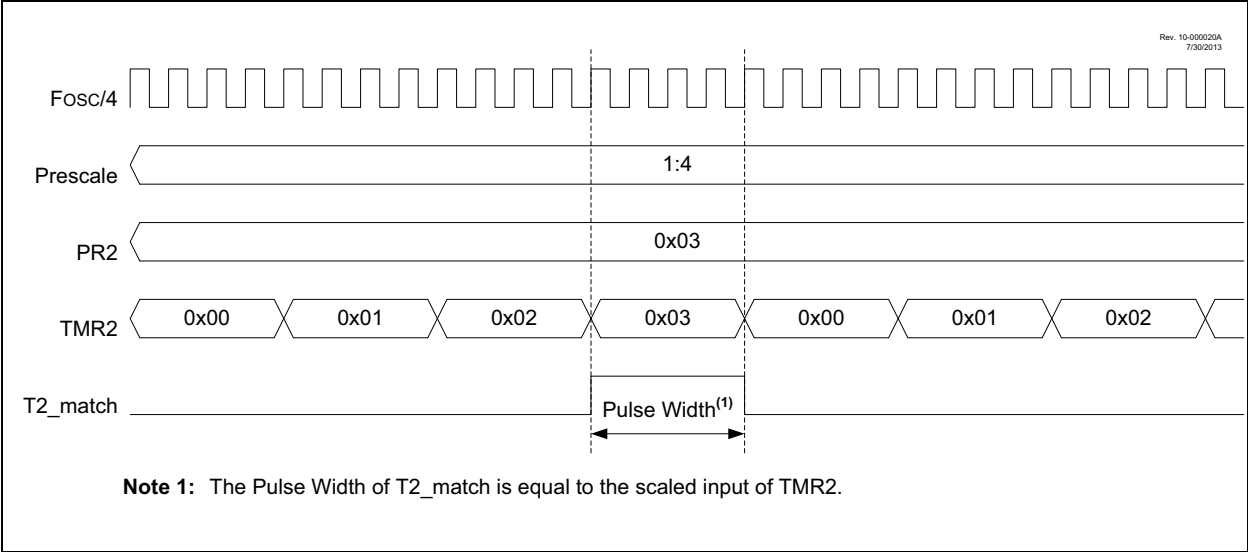 Rev. 10-000020A
7/30/2013
Fosc/4
Prescale
1:4
PR2
0x03
TMR2
0x00
0x01
0x02
0x03
0x00
0x01
0x02
T2_match
Pulse Width(1)
Note 1: The Pulse Width of T2_match is equal to the scaled input of TMR2.